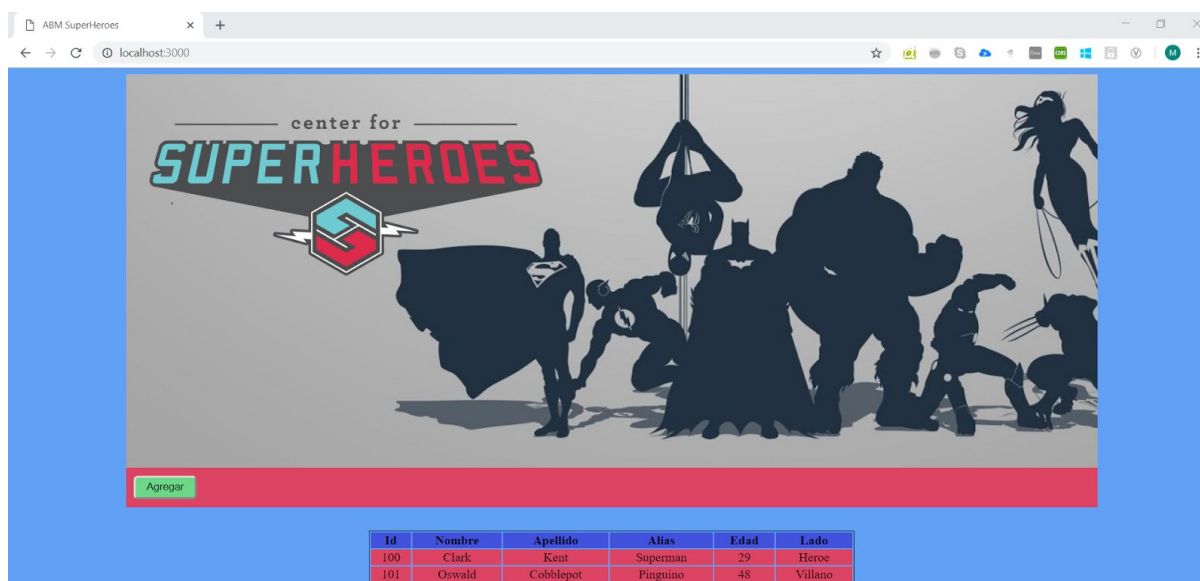 ABM SuperHeroes
localhost:3000
center for
SUPERHEROES
Agregar
Id Nombre Apellido Alias Edad Lado
100 Clark Kent Superman 29 Heroe
101 Oswald Cobblepot Pinguino 48 Villano